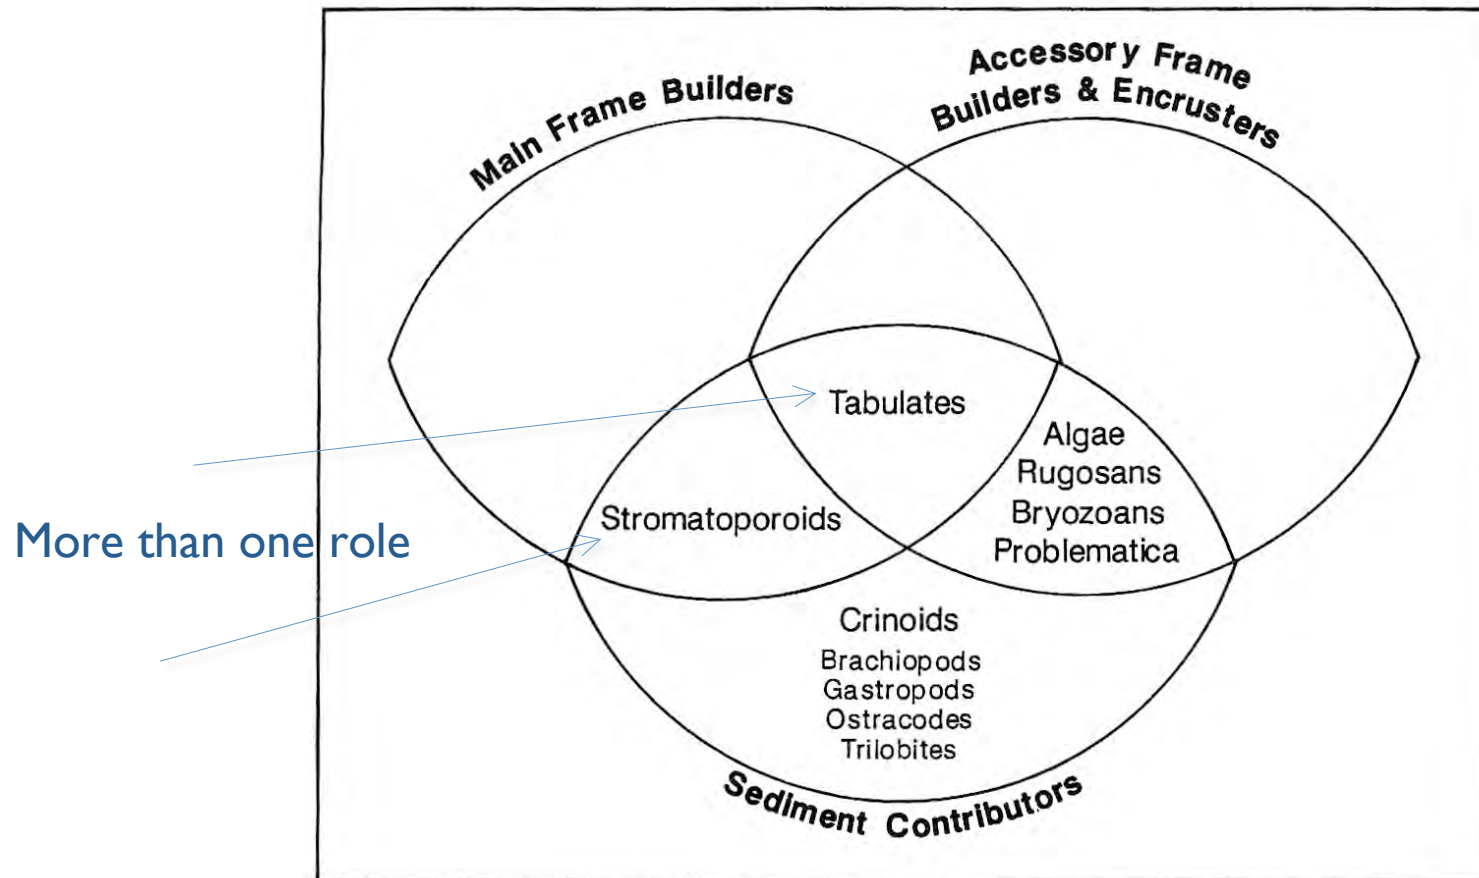 Main Frame Builders
Accessory Frame
Builders & Encrusters
Tabulates
Algae
Rugosans
Bryozoans
Problematica
Stromatoporoids
More than one role
Crinoids
Brachiopods
Gastropods
Ostracodes
Trilobites
Sediment Contributors